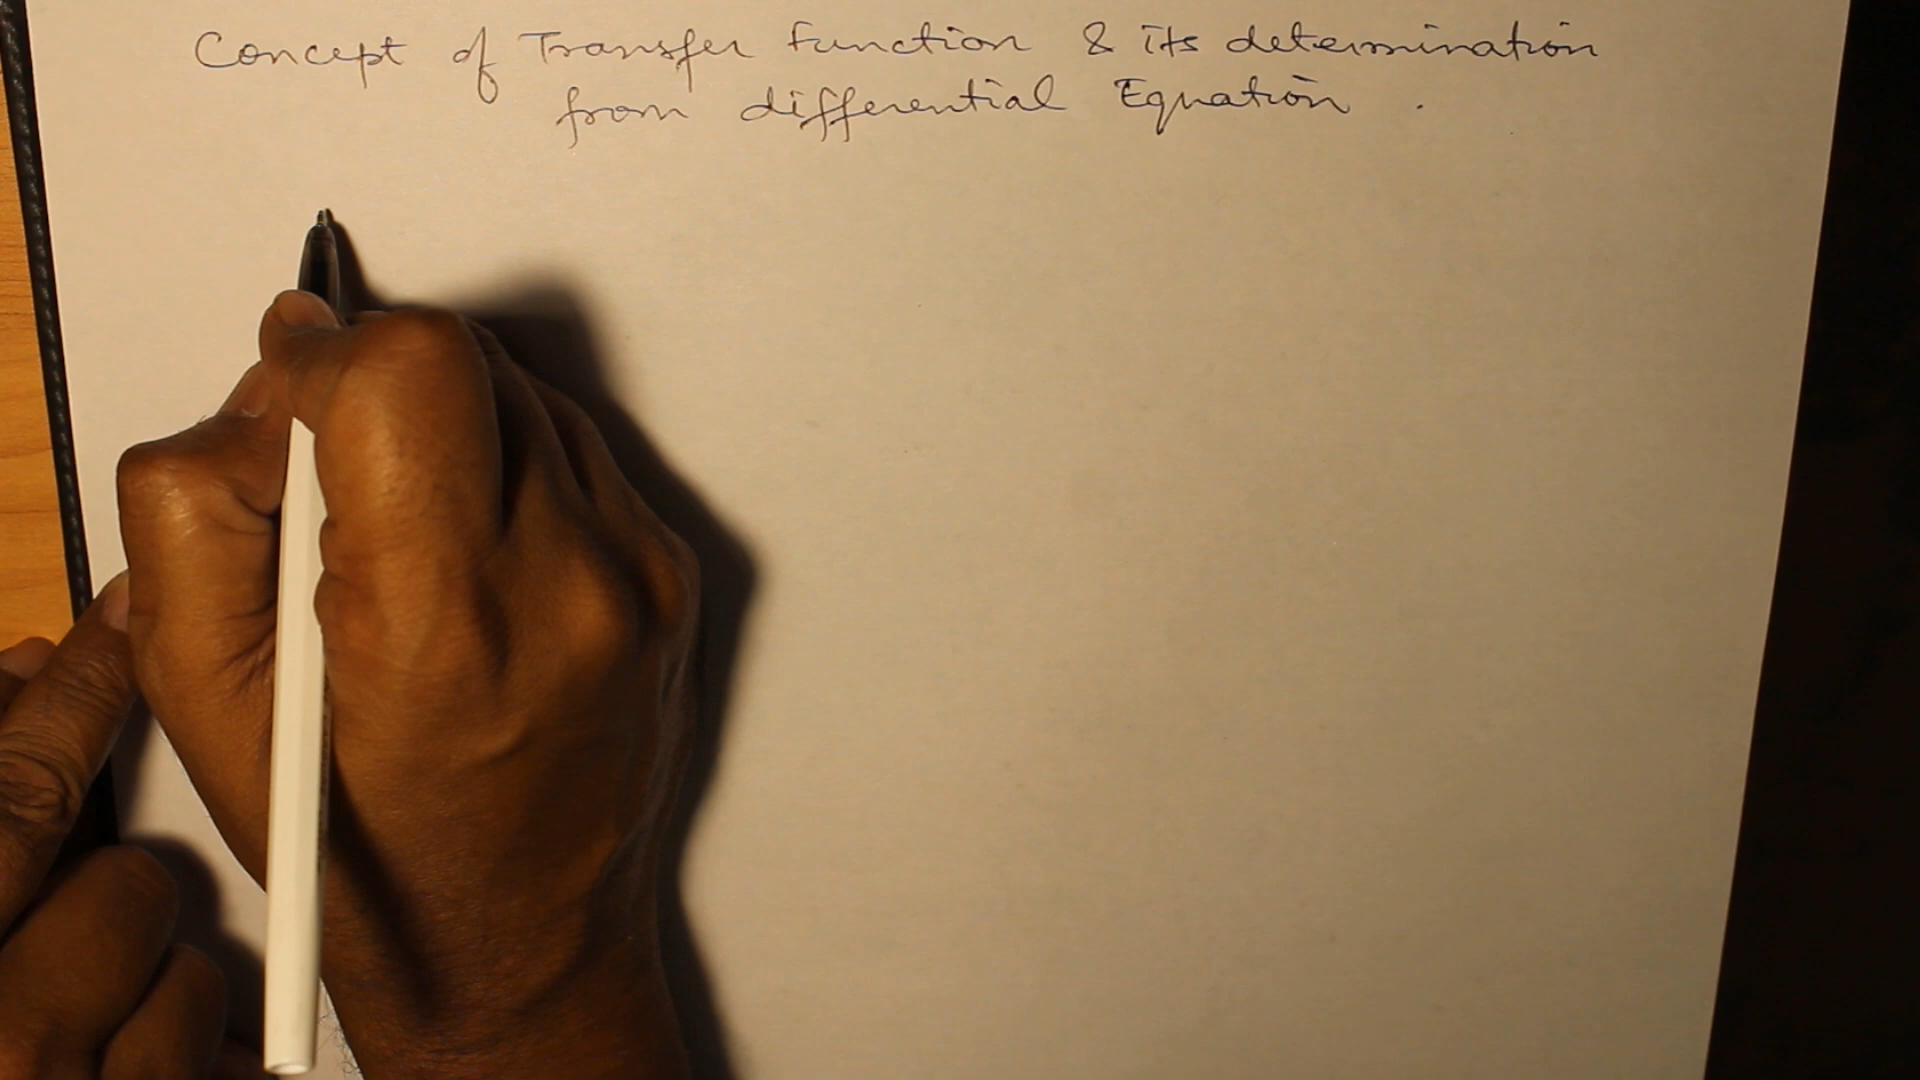 Concept of Transfer function & its determination
from differential Equation .